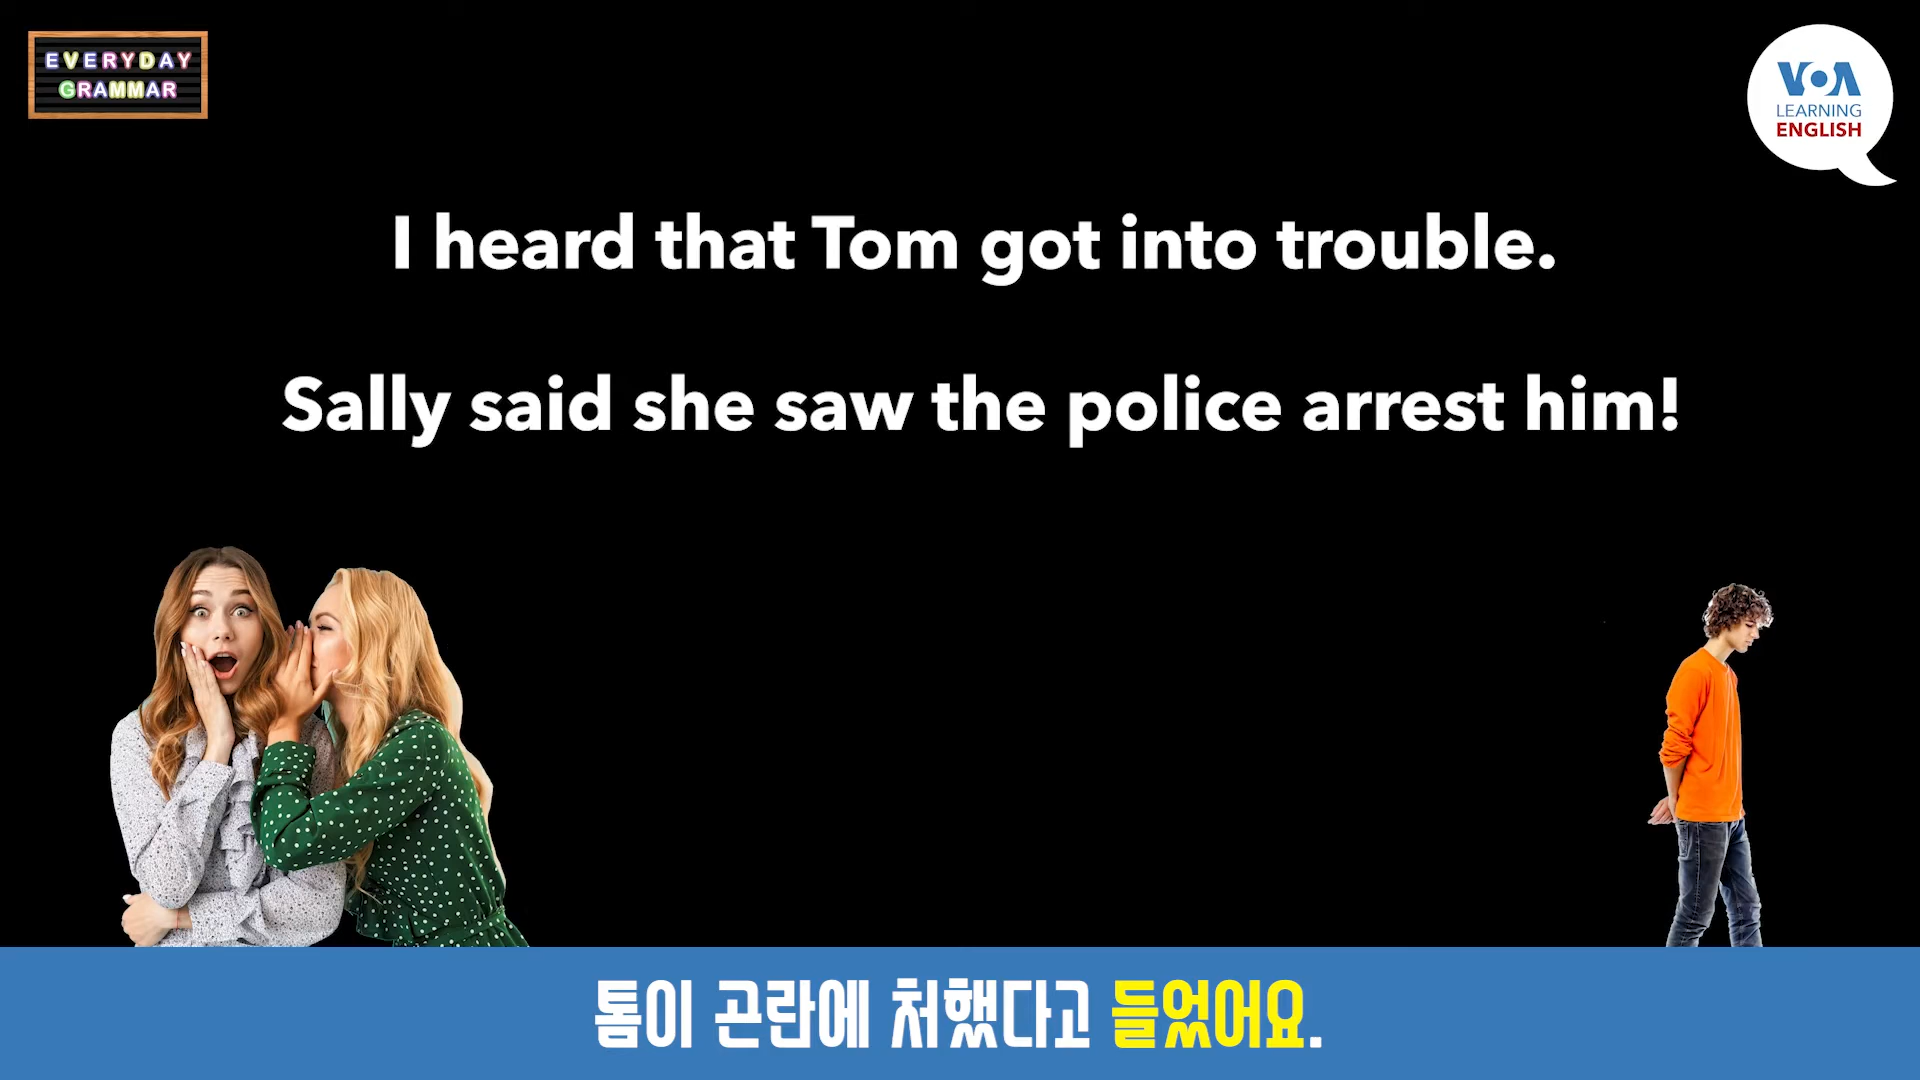 EVERYDAY
GRAMMAR
VOA
LEARNING
ENGLISH
I heard that Tom got into trouble.
Sally said she saw the police arrest him!
톰이 곤란에 처했다고 들었어요.